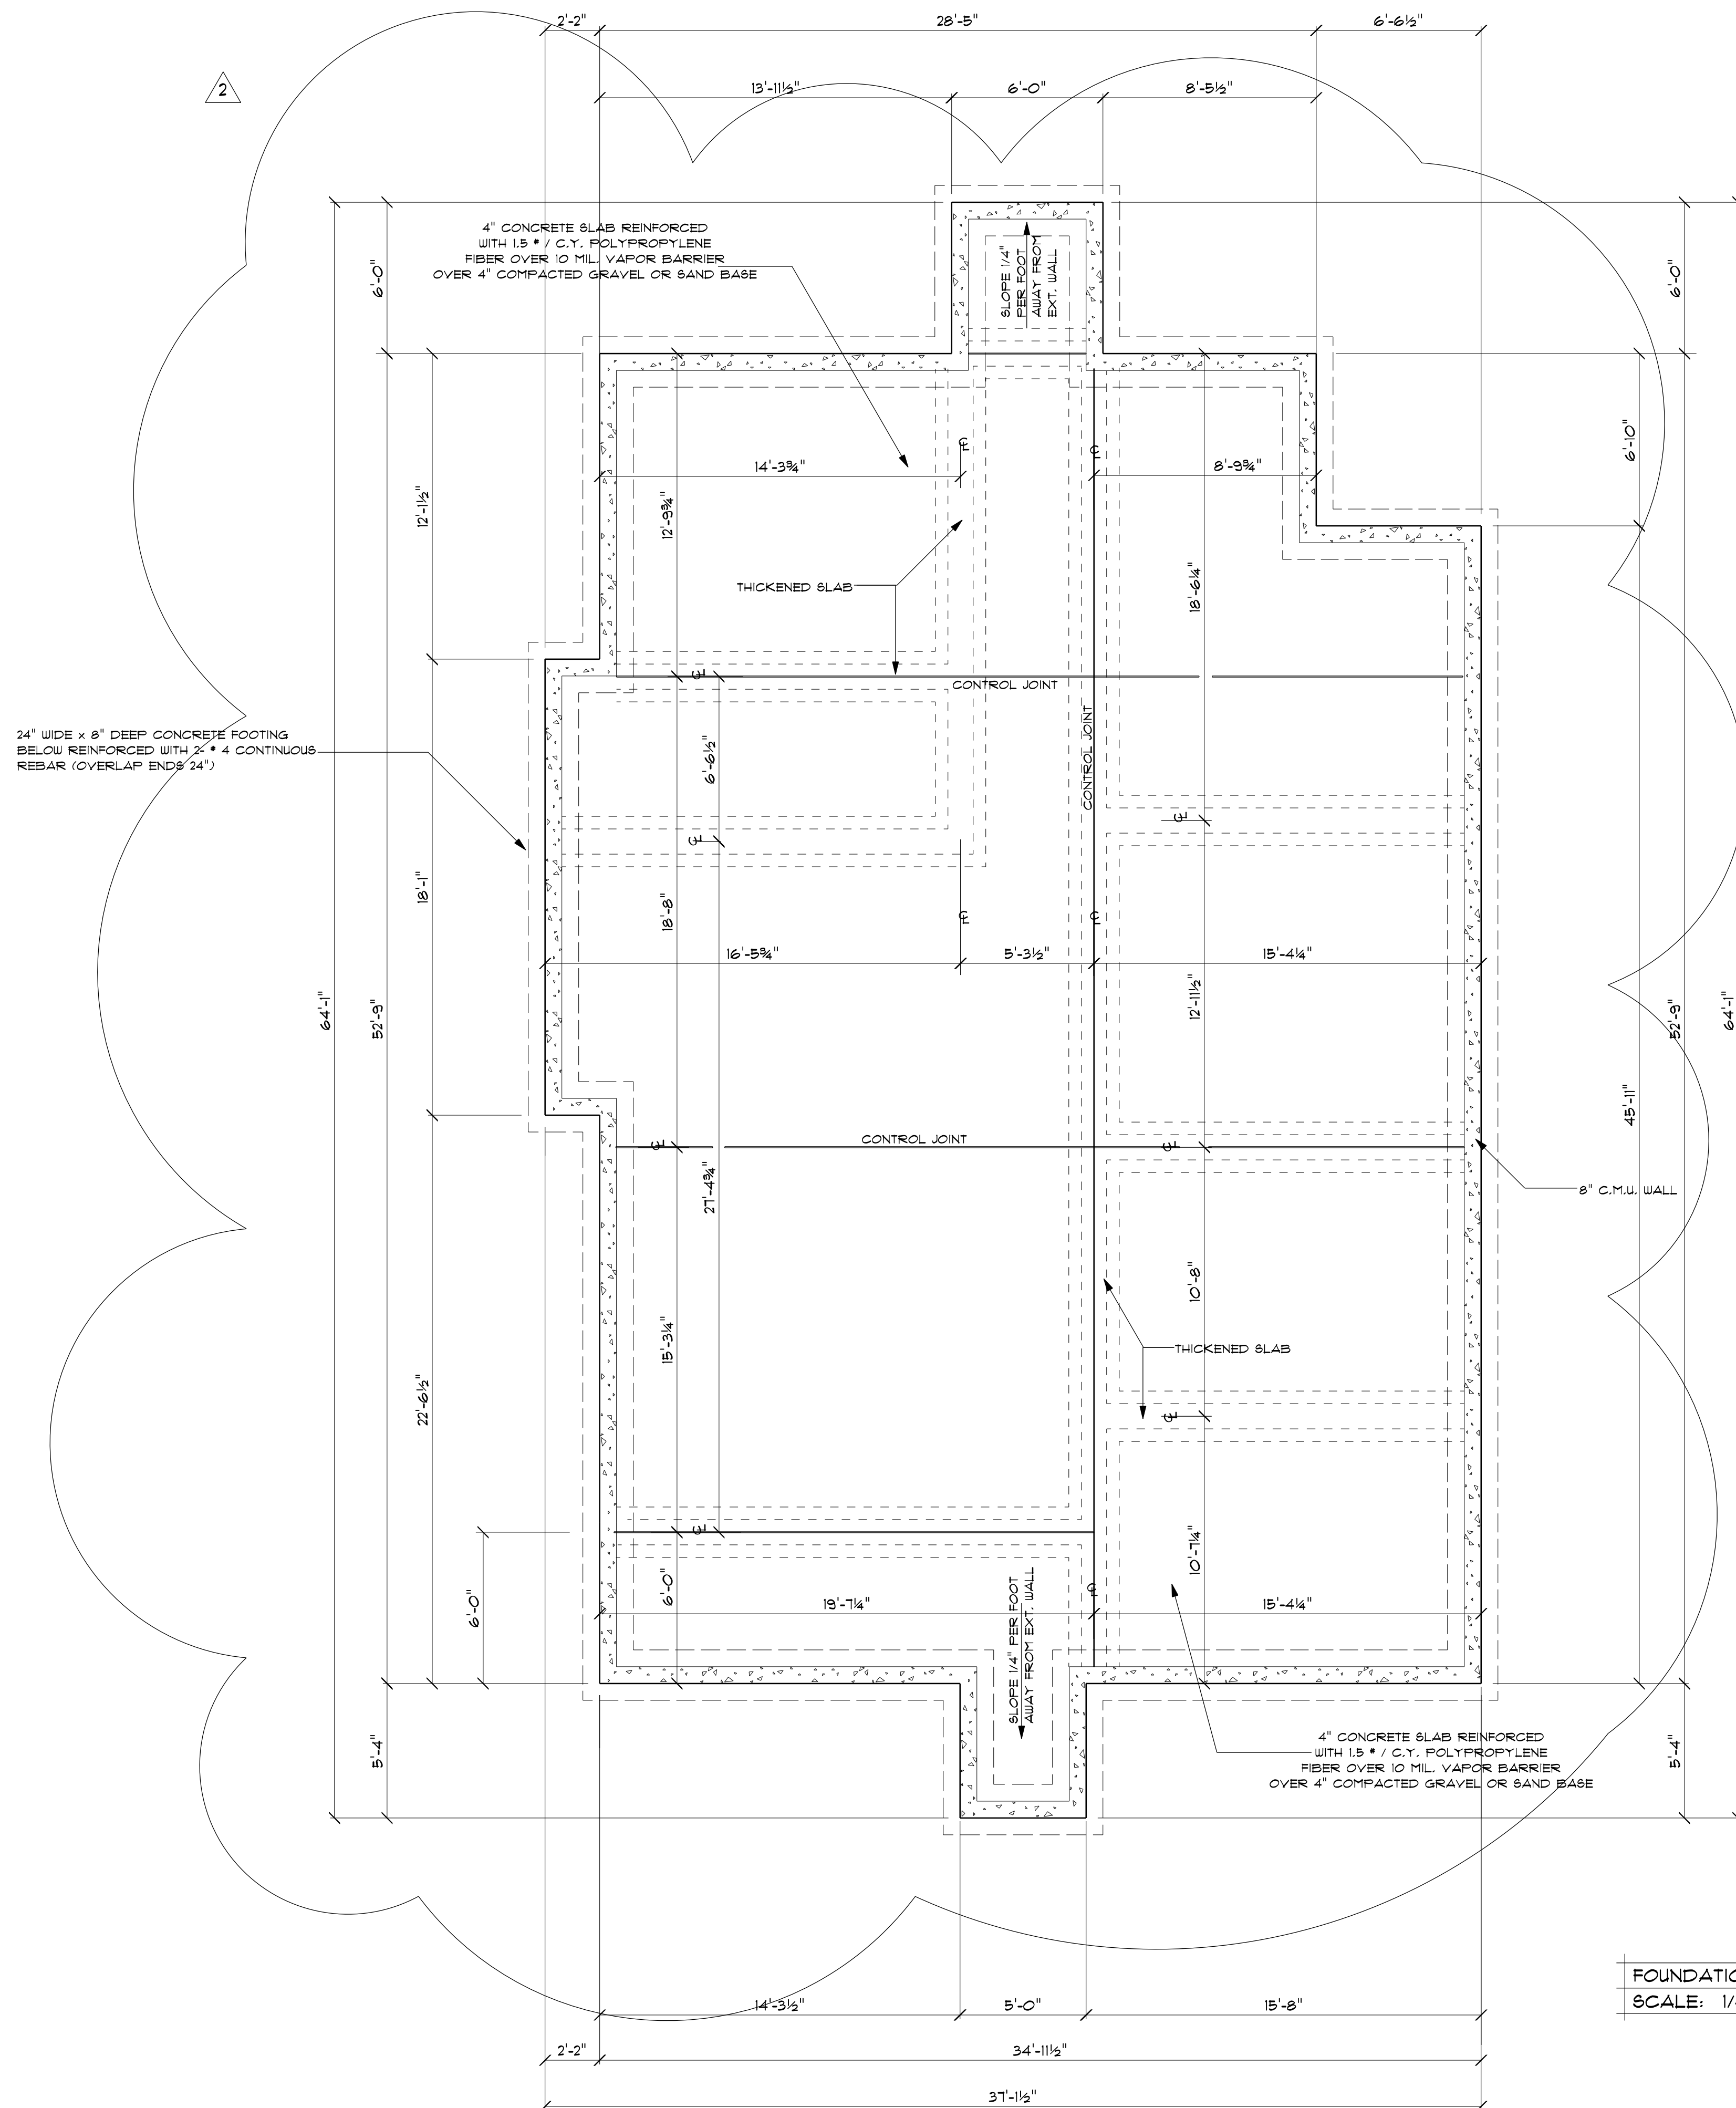 2'-2"
28'-5"
6'-6½"
2
13'-11½"
6'-0"
8'-5½"
4" CONCRETE SLAB REINFORCED
WITH 1.5 # / C.Y. POLYPROPYLENE
FIBER OVER 10 MIL. VAPOR BARRIER
OVER 4" COMPACTED GRAVEL OR SAND BASE
SLOPE 1/4"
PER FOOT
AWAY FROM
EXT. WALL
6'-0"
6'-0"
12'-1½"
6'-10"
14'-3¾"
8'-9¾"
12'-9¾"
THICKENED SLAB
18'-6¼"
CONTROL JOINT
CONTROL JOINT
24" WIDE x 8" DEEP CONCRETE FOOTING
BELOW REINFORCED WITH 2- # 4 CONTINUOUS
REBAR (OVERLAP ENDS 24")
6'-6½"
18'-1"
18'-8"
16'-5¾"
5'-3½"
15'-4¼"
64'-1"
52'-9"
12'-11½"
52'-9"
64'-1"
45'-11"
CONTROL JOINT
27'-4¾"
8" C.M.U. WALL
10'-8"
15'-3¼"
THICKENED SLAB
22'-6½"
6'-0"
6'-0"
10'-7¼"
19'-7¼"
15'-4¼"
SLOPE 1/4" PER FOOT
AWAY FROM EXT. WALL
5'-4"
5'-4"
4" CONCRETE SLAB REINFORCED
WITH 1.5 # / C.Y. POLYPROPYLENE
FIBER OVER 10 MIL. VAPOR BARRIER
OVER 4" COMPACTED GRAVEL OR SAND BASE
FOUNDATIO
SCALE: 1/
14'-3½"
5'-0"
15'-8"
2'-2"
34'-11½"
37'-1½"